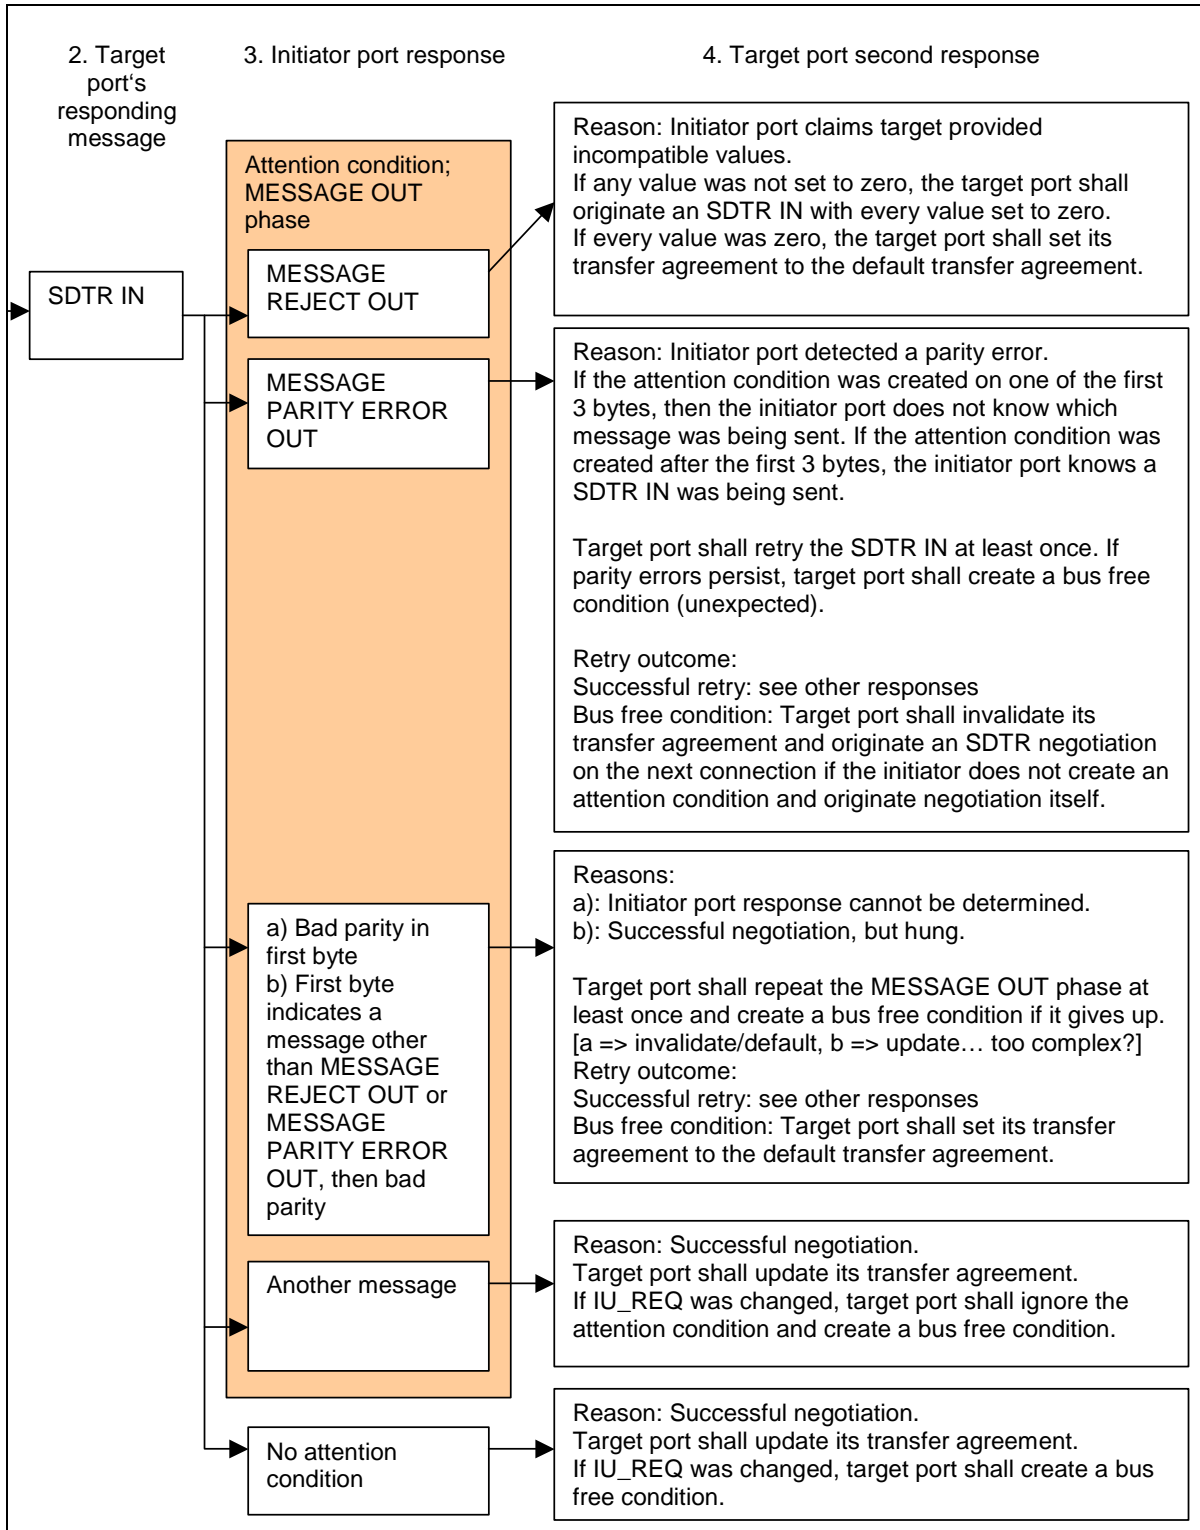 2. Target
port‘s
responding
message
3. Initiator port response
4. Target port second response
SDTR IN
Attention condition;
MESSAGE OUT
phase
MESSAGE
REJECT OUT
Reason: Initiator port claims target provided
incompatible values.
If any value was not set to zero, the target port shall
originate an SDTR IN with every value set to zero.
If every value was zero, the target port shall set its
transfer agreement to the default transfer agreement.
MESSAGE
PARITY ERROR
OUT
Reason: Initiator port detected a parity error.
If the attention condition was created on one of the first
3 bytes, then the initiator port does not know which
message was being sent. If the attention condition was
created after the first 3 bytes, the initiator port knows a
SDTR IN was being sent.
Target port shall retry the SDTR IN at least once. If
parity errors persist, target port shall create a bus free
condition (unexpected).
Retry outcome:
Successful retry: see other responses
Bus free condition: Target port shall invalidate its
transfer agreement and originate an SDTR negotiation
on the next connection if the initiator does not create an
attention condition and originate negotiation itself.
a) Bad parity in
first byte
b) First byte
indicates a
message other
than MESSAGE
REJECT OUT or
MESSAGE
PARITY ERROR
OUT, then bad
parity
Reasons:
a): Initiator port response cannot be determined.
b): Successful negotiation, but hung.
Target port shall repeat the MESSAGE OUT phase at
least once and create a bus free condition if it gives up.
[a => invalidate/default, b => update… too complex?]
Retry outcome:
Successful retry: see other responses
Bus free condition: Target port shall set its transfer
agreement to the default transfer agreement.
Another message
Reason: Successful negotiation.
Target port shall update its transfer agreement.
If IU_REQ was changed, target port shall ignore the
attention condition and create a bus free condition.
No attention
condition
Reason: Successful negotiation.
Target port shall update its transfer agreement.
If IU_REQ was changed, target port shall create a bus
free condition.